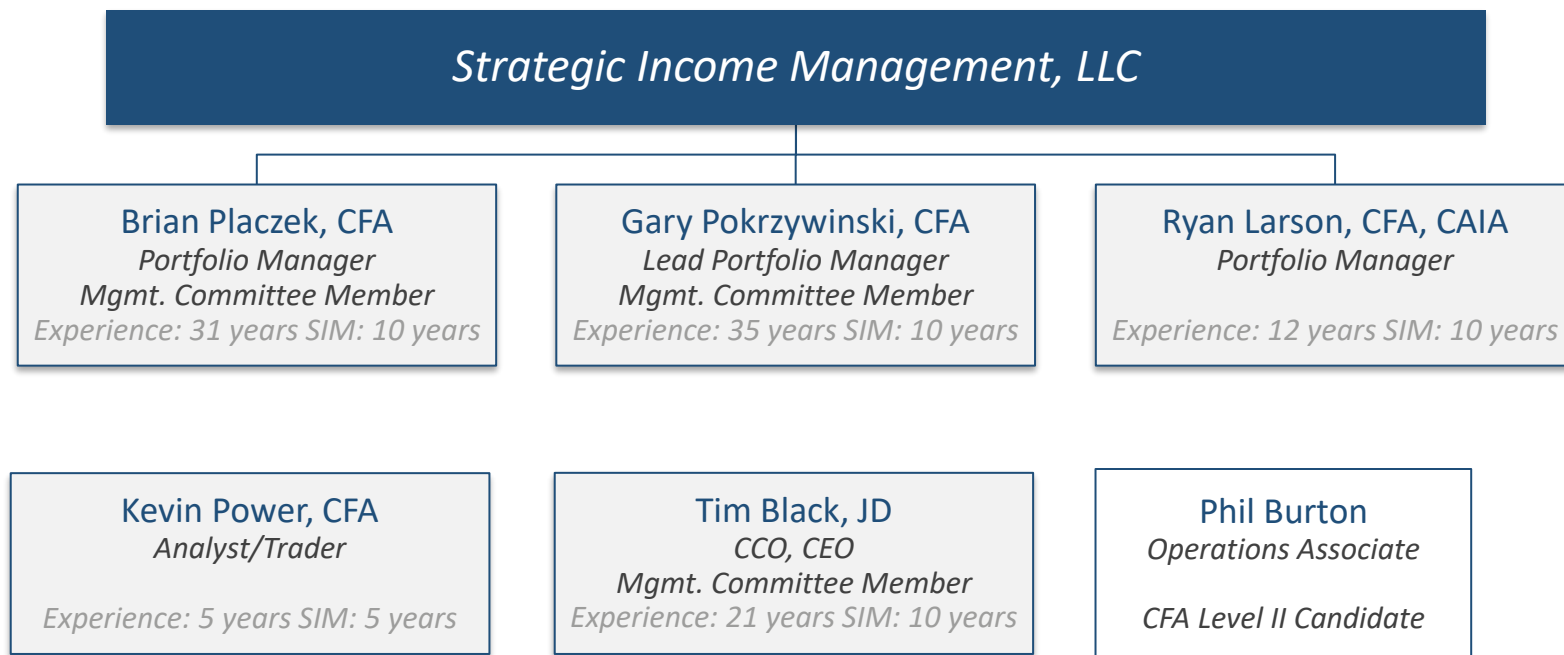 Strategic Income Management, LLC
Brian Placzek, CFA
Portfolio Manager
Mgmt. Committee Member
Experience: 31 years SIM: 10 years
Gary Pokrzywinski, CFA
Lead Portfolio Manager
Mgmt. Committee Member
Experience: 35 years SIM: 10 years
Ryan Larson, CFA, CAIA
Portfolio Manager
Experience: 12 years SIM: 10 years
Kevin Power, CFA
Analyst/Trader
Experience: 5 years SIM: 5 years
Tim Black, JD
CCO, CEO
Mgmt. Committee Member
Experience: 21 years SIM: 10 years
Phil Burton
Operations Associate
CFA Level II Candidate